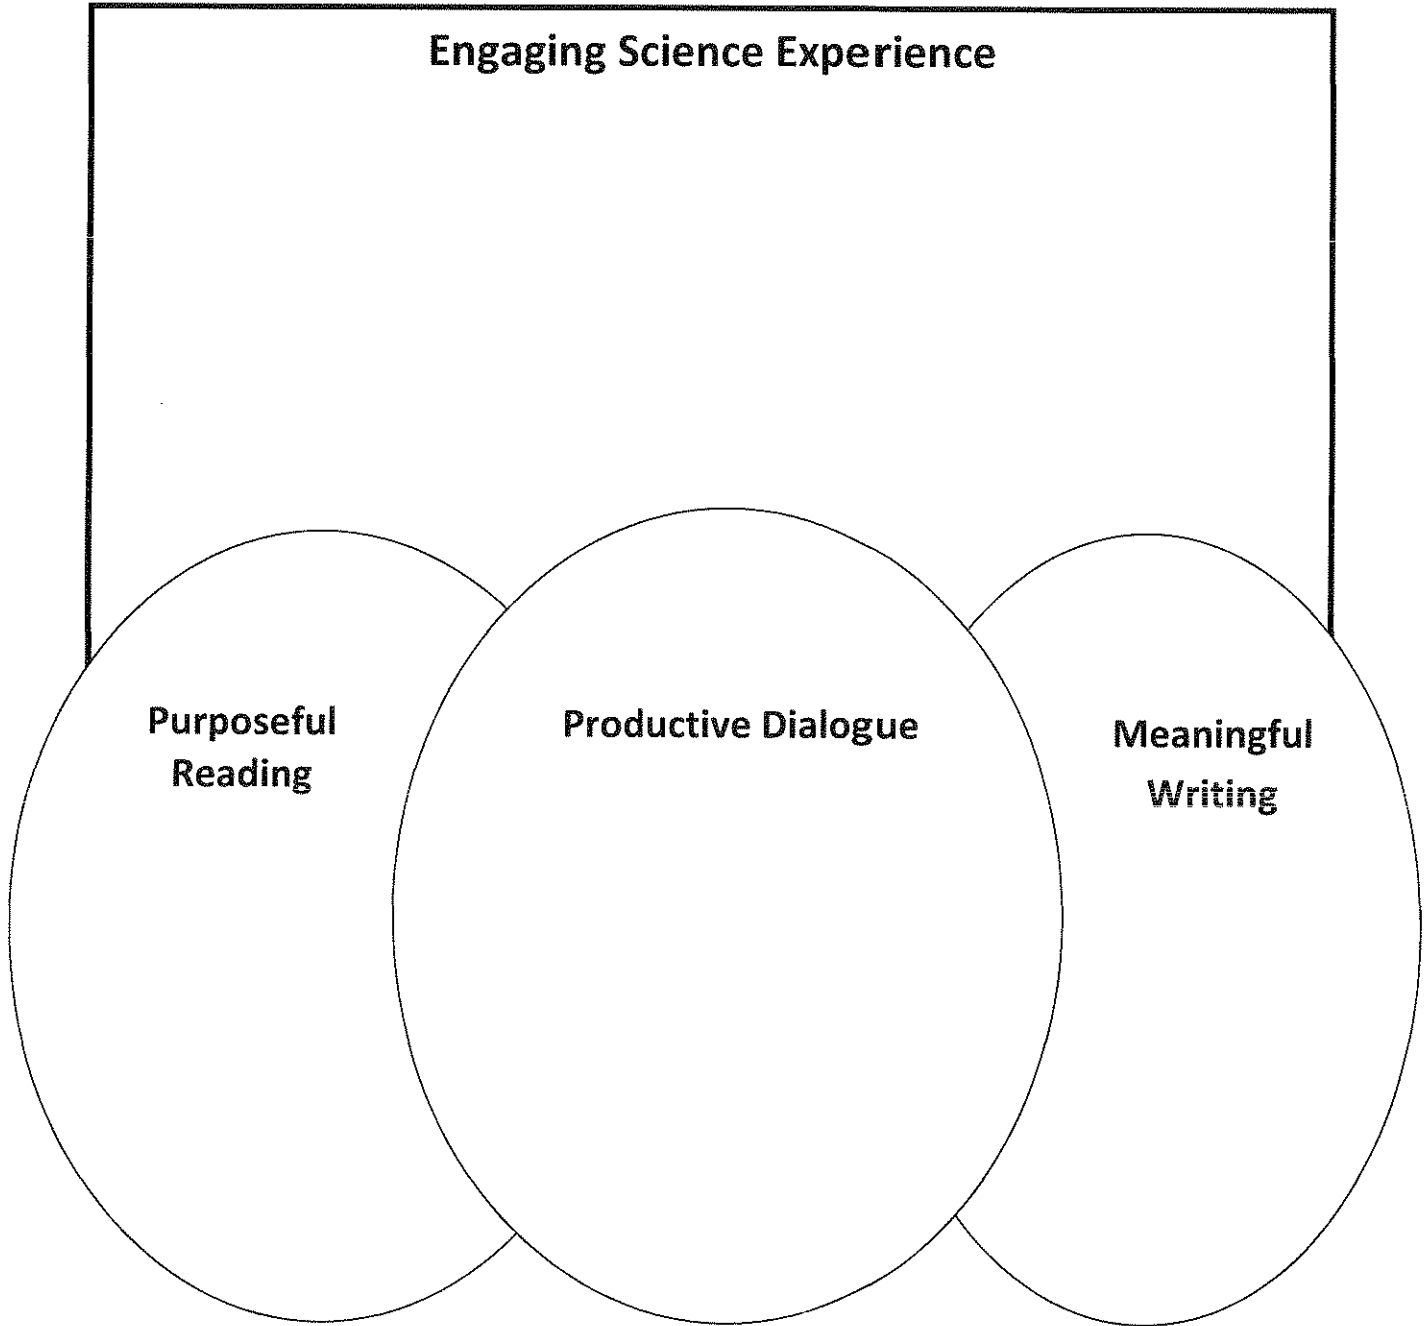 Engaging Science Experience
Purposeful
Reading
Productive Dialogue
Meaningful
Writing